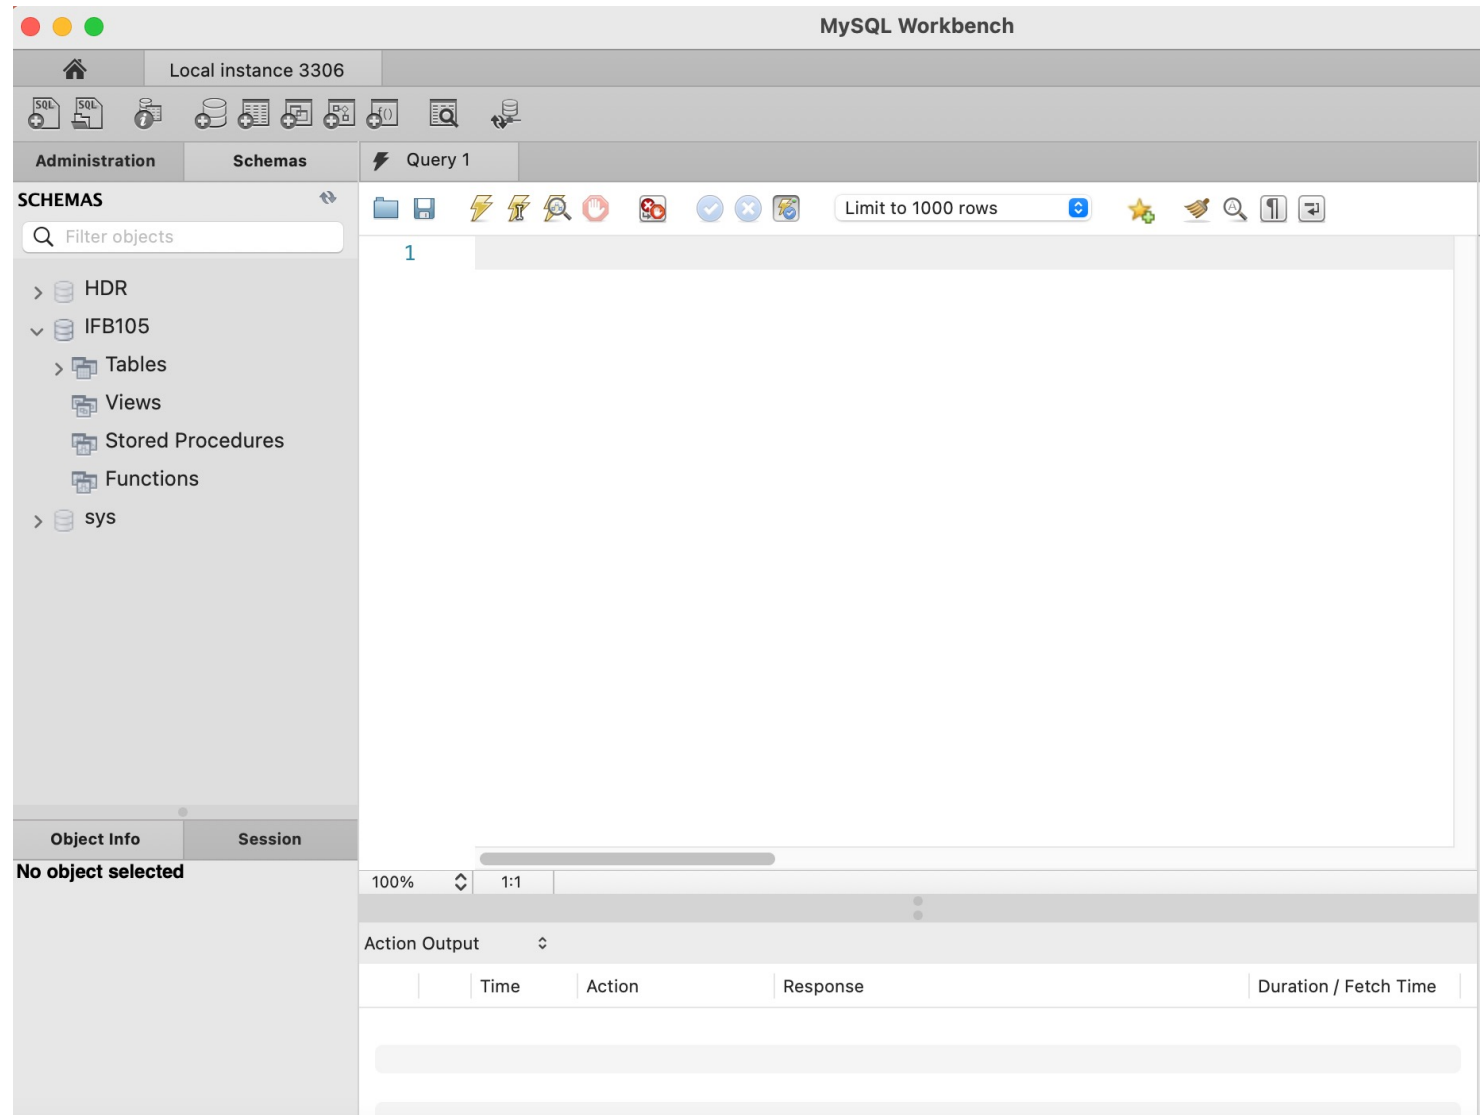 MySQL Workbench
Local instance 3306
SQL SQL
Administration Schemas
SCHEMAS
Filter objects
HDR
IFB105
Tables
Views
Stored Procedures
Functions
sys
Object Info Session
No object selected
Query 1
Limit to 1000 rows
1
100% 1:1
Action Output
Time Action Response Duration / Fetch Time